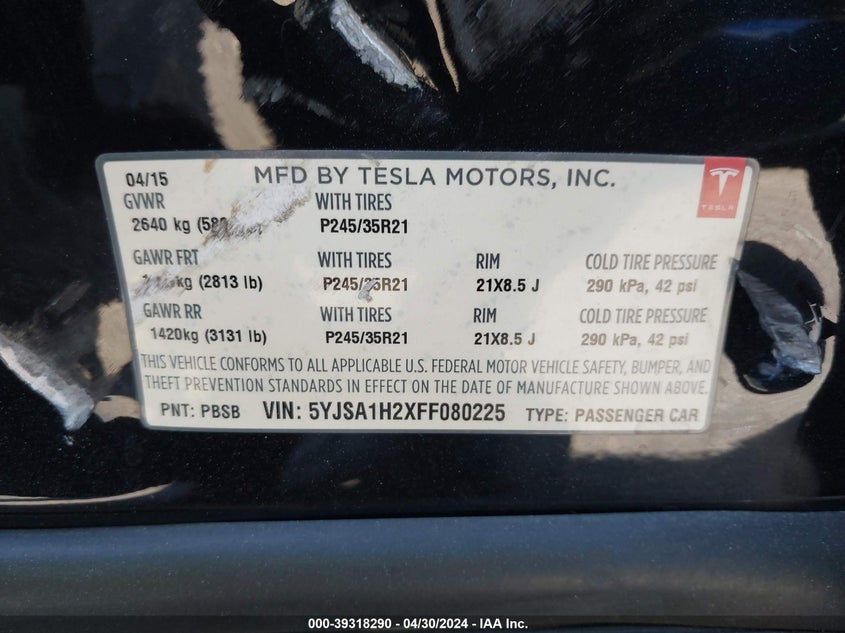 04/15 MFD BY TESLA MOTORS, INC.
GVWR WITH TIRES TESLA
2640 kg P245/35R21
GAWR FRT WITH TIRES RIM COLD TIRE PRESSURE
(2813 lb) P245/35R21 21X8.5 J 290 kPa, 42 psi
GAWR RR WITH TIRES RIM COLD TIRE PRESSURE
1420kg (3131 lb) P245/35R21 21X8.5 J 290 kPa, 42 psi
THIS VEHICLE CONFORMS TO ALL APPLICABLE U.S. FEDERAL MOTOR VEHICLE SAFETY, BUMPER, AND
THEFT PREVENTION STANDARDS IN EFFECT ON THE DATE OF MANUFACTURE SHOWN ABOVE.
PNT: PBSB VIN: 5YJSA1H2XFF080225 TYPE: PASSENGER CAR
000-39318290 - 04/30/2024 - IAA Inc.